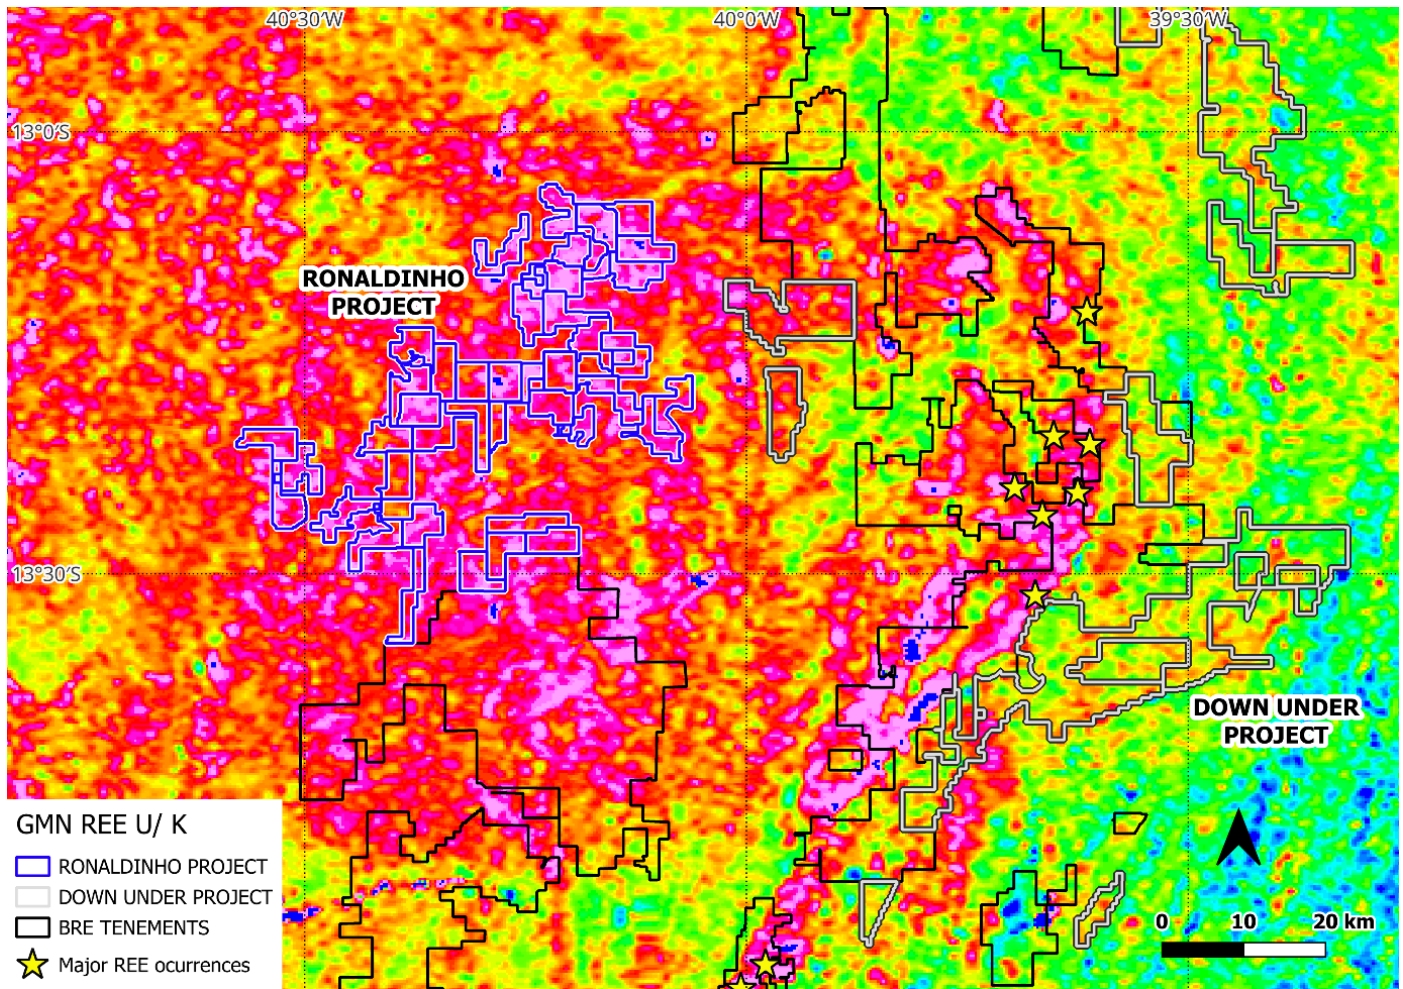 40°30′W 40°0′W 39°30′W
13°0′S
RONALDINHO
PROJECT
13°30′S
DOWN UNDER
PROJECT
GMN REE U/ K
RONALDINHO PROJECT
DOWN UNDER PROJECT
BRE TENEMENTS
Major REE ocurrences
0 10 20 km